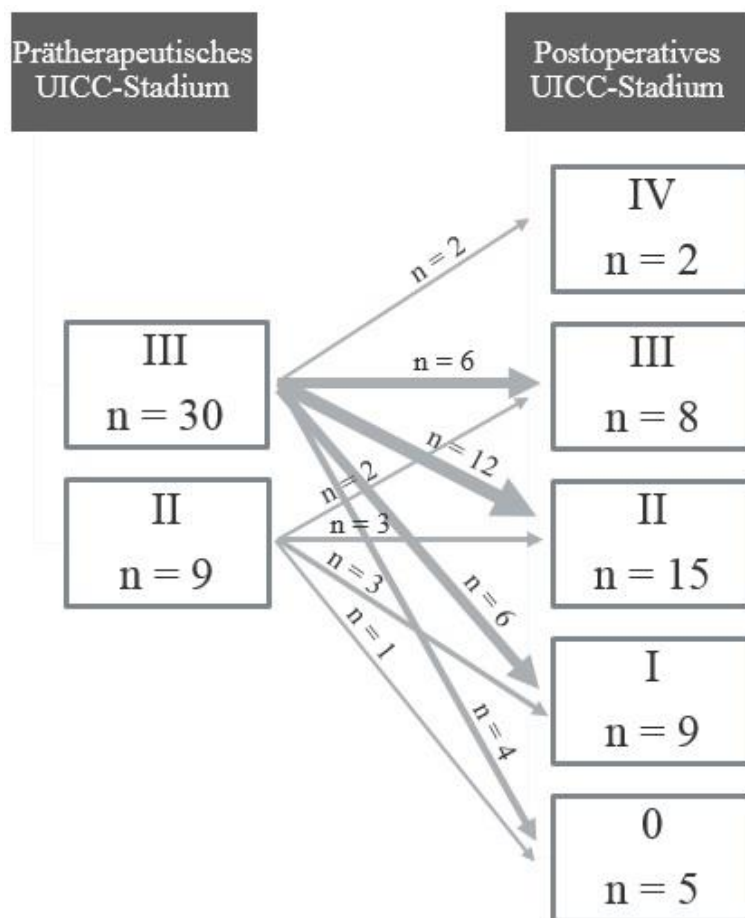 Prätherapeutisches
UICC-Stadium
Postoperatives
UICC-Stadium
IV
n = 2
n = 2
III
n = 30
n = 6
III
n = 8
n = 12
n = 2
II
n = 9
n = 3
II
n = 15
n = 3
n = 6
n = 1
I
n = 9
n = 4
0
n = 5